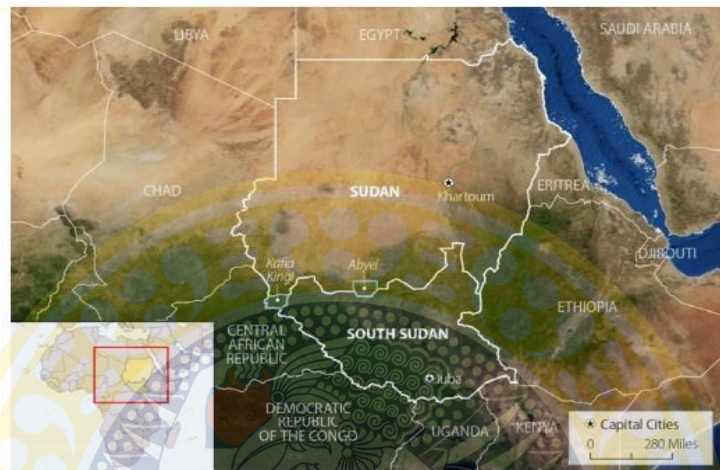 LIBYA
EGYPT
SAUDI ARABIA
CHAD
SUDAN
Khartoum
ERITREA
DJIBOUTI
Kafia
Kingi
Abyei
ETHIOPIA
CENTRAL
AFRICAN
REPUBLIC
SOUTH SUDAN
Juba
DEMOCRATIC
REPUBLIC
OF THE CONGO
UGANDA
KENYA
Capital Cities
0 280 Miles